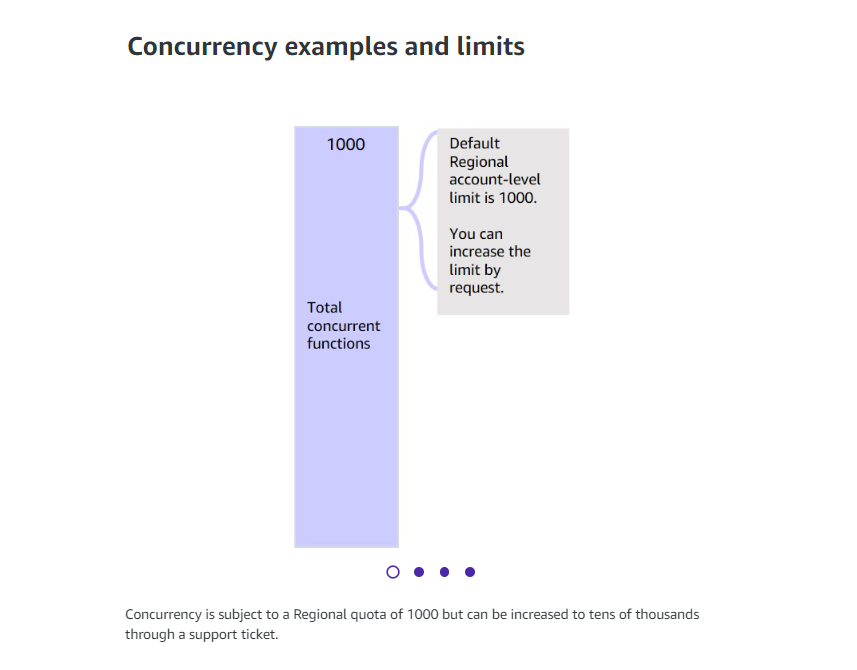 Concurrency examples and limits
1000
Default
Regional
account-level
limit is 1000.
You can
increase the
limit by
request.
Total
concurrent
functions
Concurrency is subject to a Regional quota of 1000 but can be increased to tens of thousands
through a support ticket.